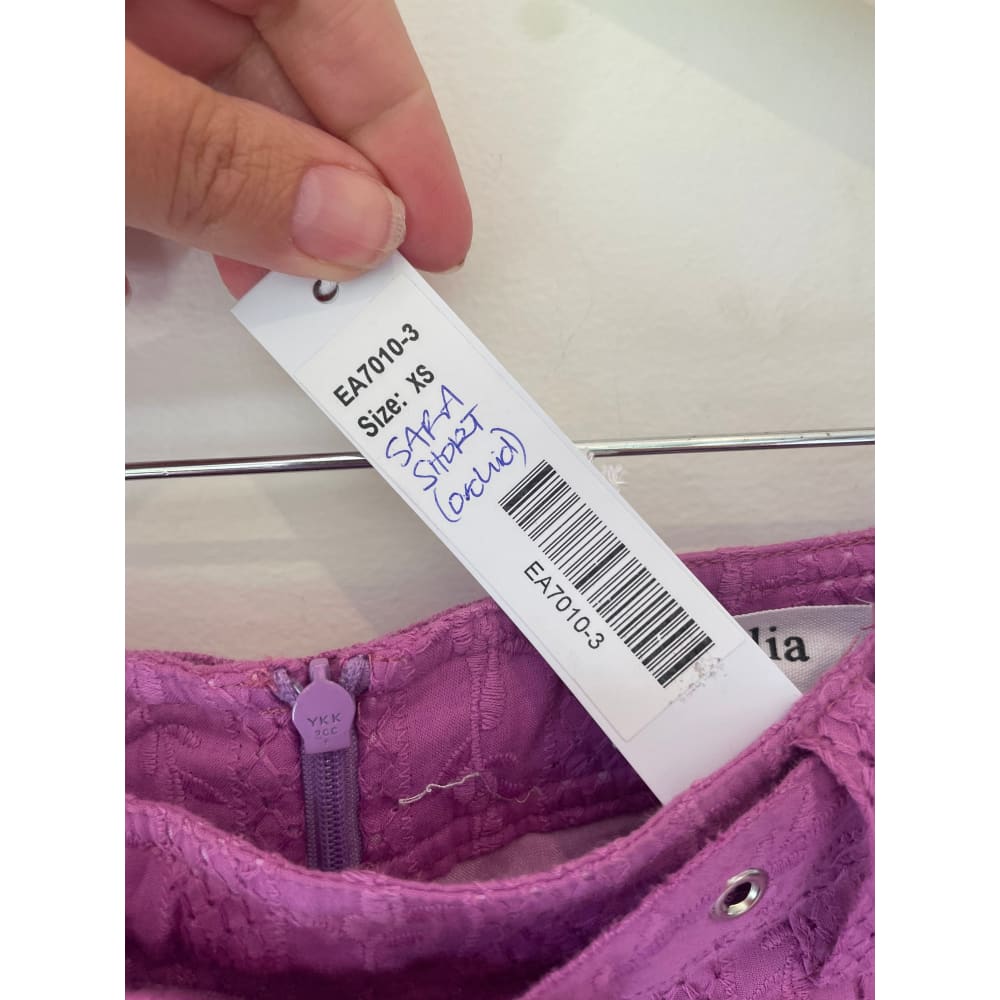 EA7010-3
Size: XS
SARA
SHORT
(orchid)
EA7010-3
lia
YKK